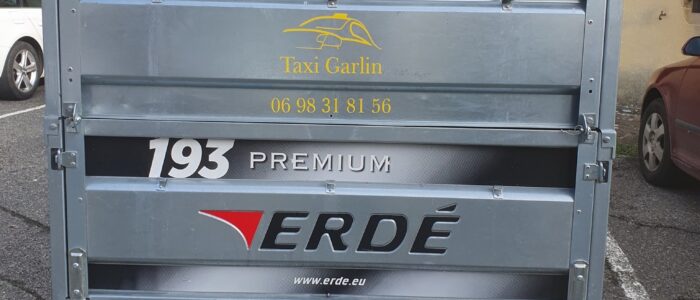 Taxi Garlin
06 98 31 81 56
193 PREMIUM
ERDÉ
www.erde.eu